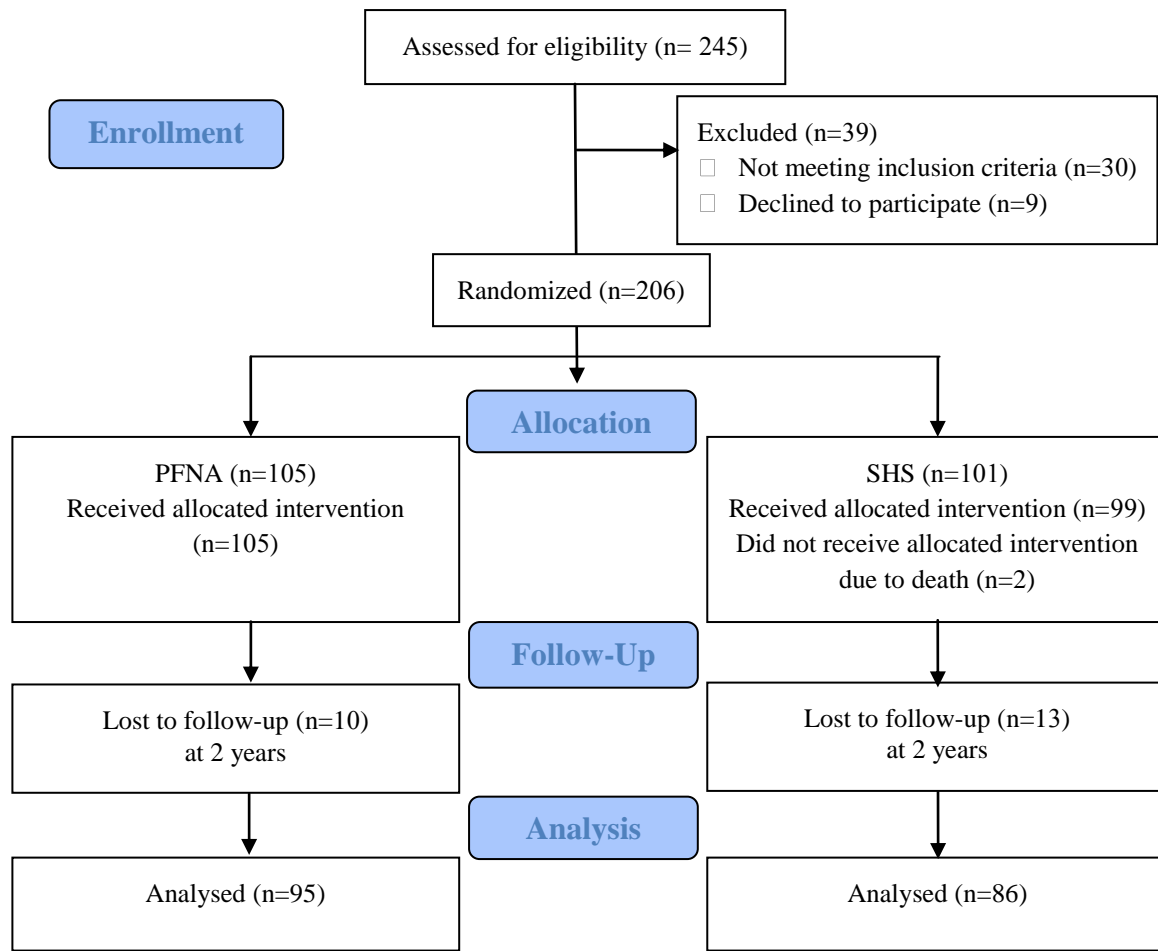 Assessed for eligibility (n= 245)
Enrollment
Excluded (n=39)
Not meeting inclusion criteria (n=30)
Declined to participate (n=9)
Randomized (n=206)
Allocation
PFNA (n=105)
Received allocated intervention
(n=105)
SHS (n=101)
Received allocated intervention (n=99)
Did not receive allocated intervention
due to death (n=2)
Follow-Up
Lost to follow-up (n=10)
at 2 years
Lost to follow-up (n=13)
at 2 years
Analysis
Analysed (n=95)
Analysed (n=86)